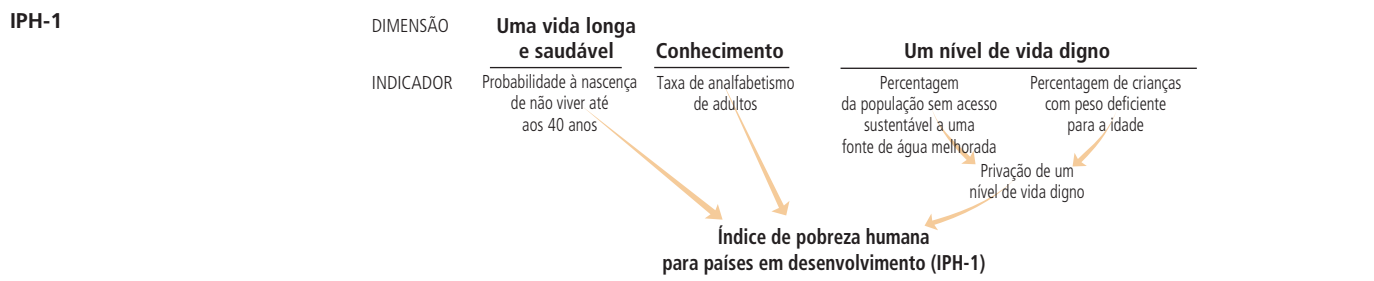 IPH-1
DIMENSÃO
Uma vida longa
e saudável
Conhecimento
Um nível de vida digno
INDICADOR
Probabilidade à nascença
de não viver até
aos 40 anos
Taxa de analfabetismo
de adultos
Percentagem
da população sem acesso
sustentável a uma
fonte de água melhorada
Percentagem de crianças
com peso deficiente
para a idade
Privação de um
nível de vida digno
Índice de pobreza humana
para países em desenvolvimento (IPH-1)